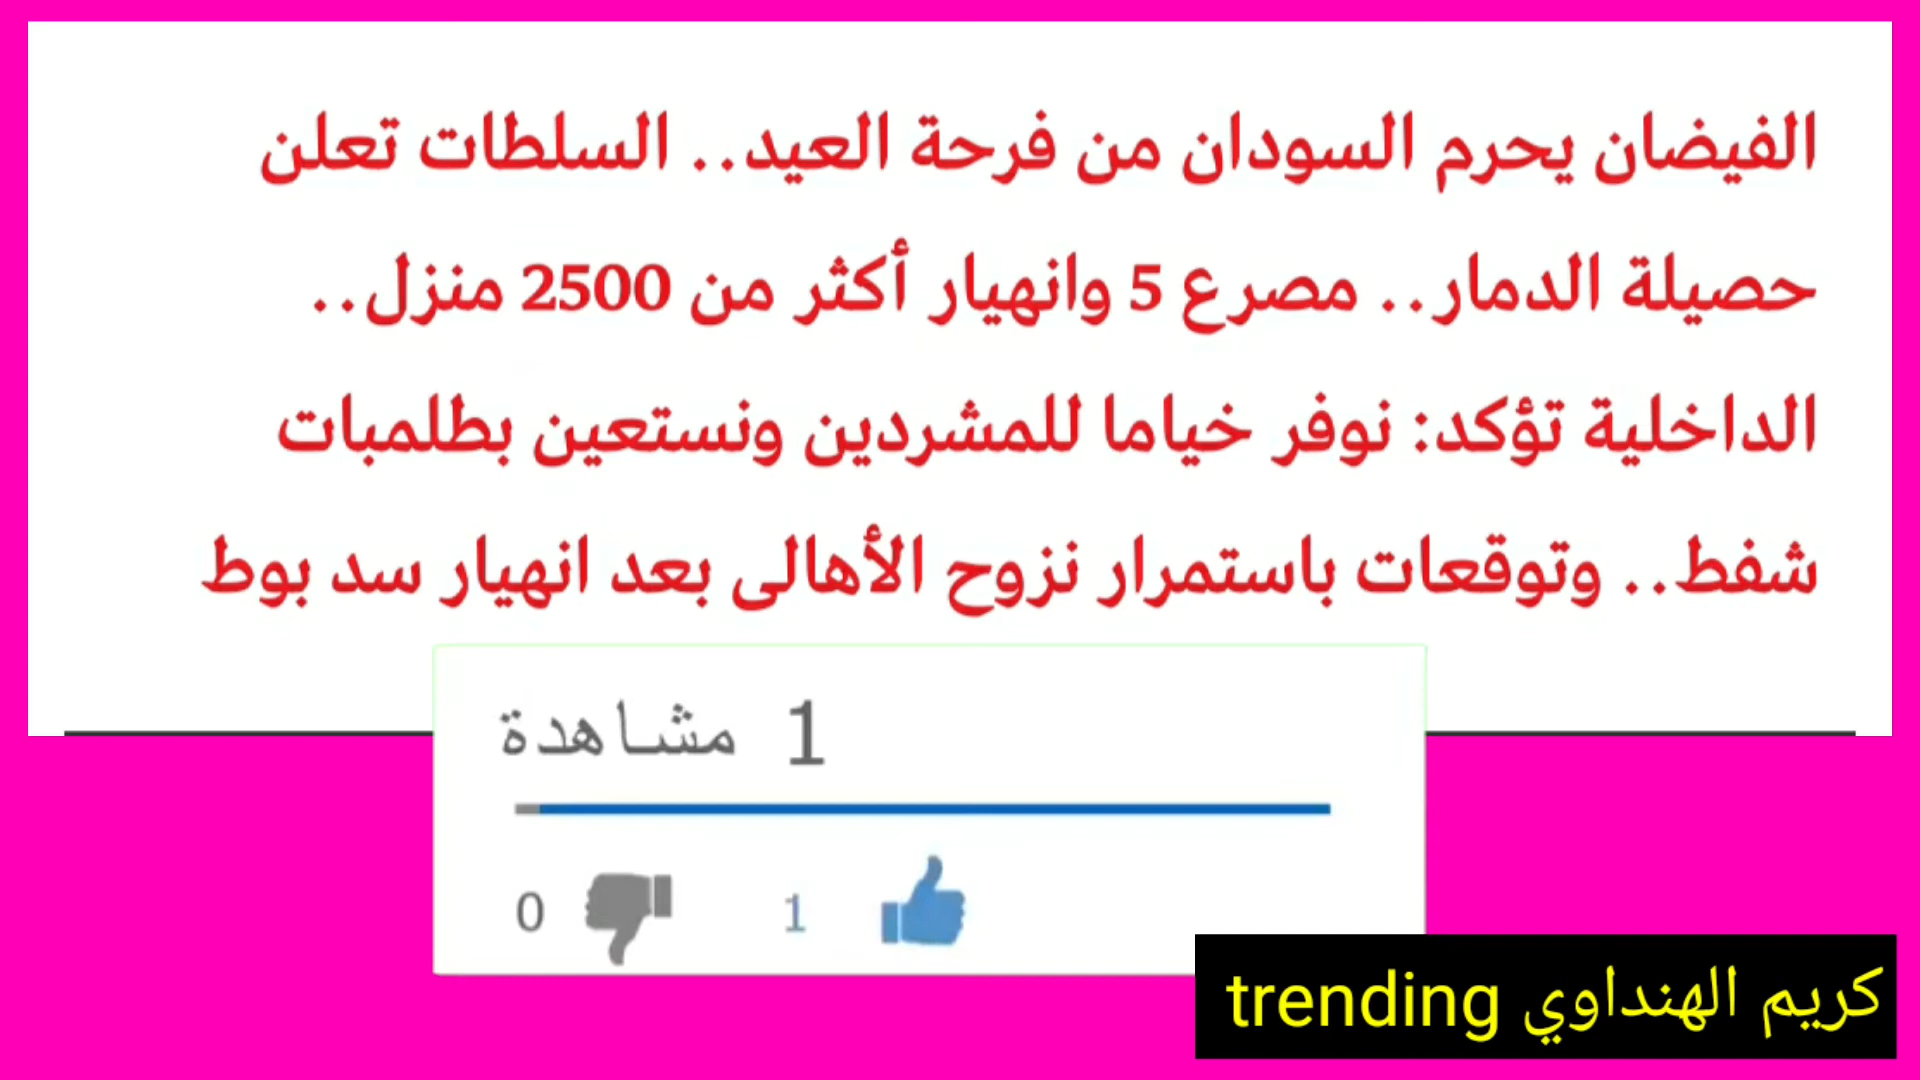 الفيضان يحرم السودان من فرحة العيد.. السلطات تعلن
حصيلة الدمار.. مصرع 5 وانهيار أكثر من 2500 منزل..
الداخلية تؤكد: نوفر خياما للمشردين ونستعين بطلمبات
شفط.. وتوقعات باستمرار نزوح الأهالى بعد انهيار سد بوط
1 مشاهدة
1 0
كريم الهنداوي trending